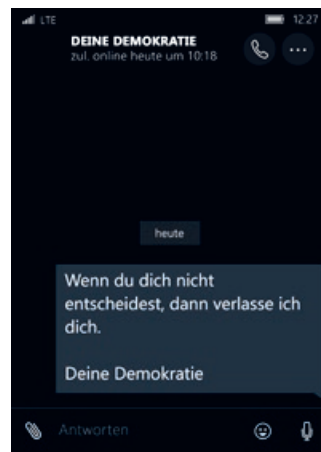 LTE 12:27
DEINE DEMOKRATIE
zul. online heute um 10:18
heute
Wenn du dich nicht
entscheidest, dann verlasse ich
dich.
Deine Demokratie
Antworten